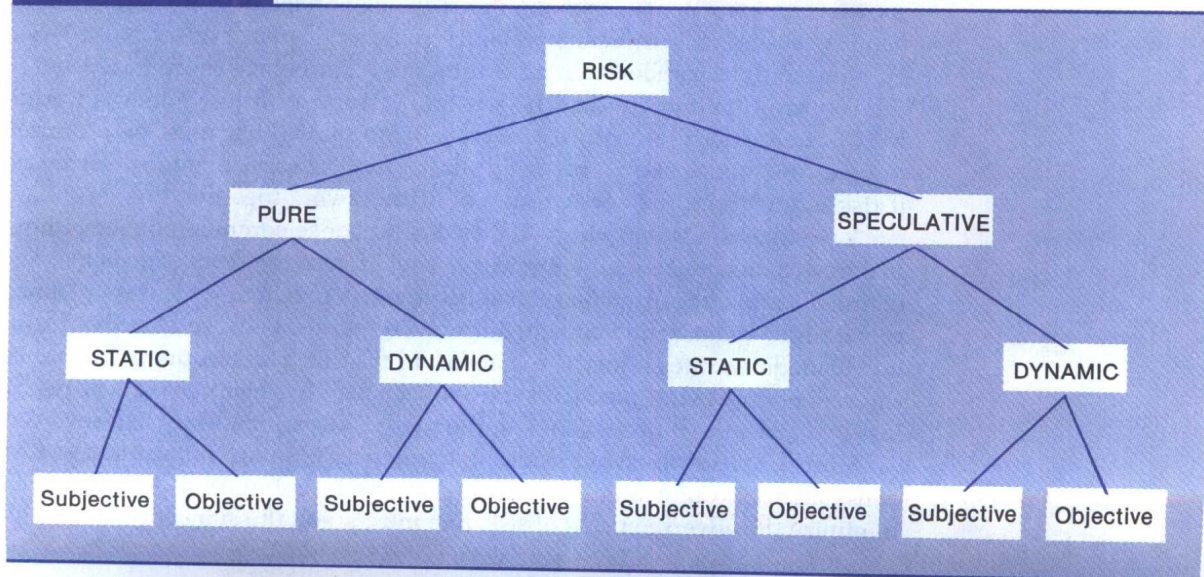 RISK
PURE
SPECULATIVE
STATIC
DYNAMIC
STATIC
DYNAMIC
Subjective
Objective
Subjective
Objective
Subjective
Objective
Subjective
Objective